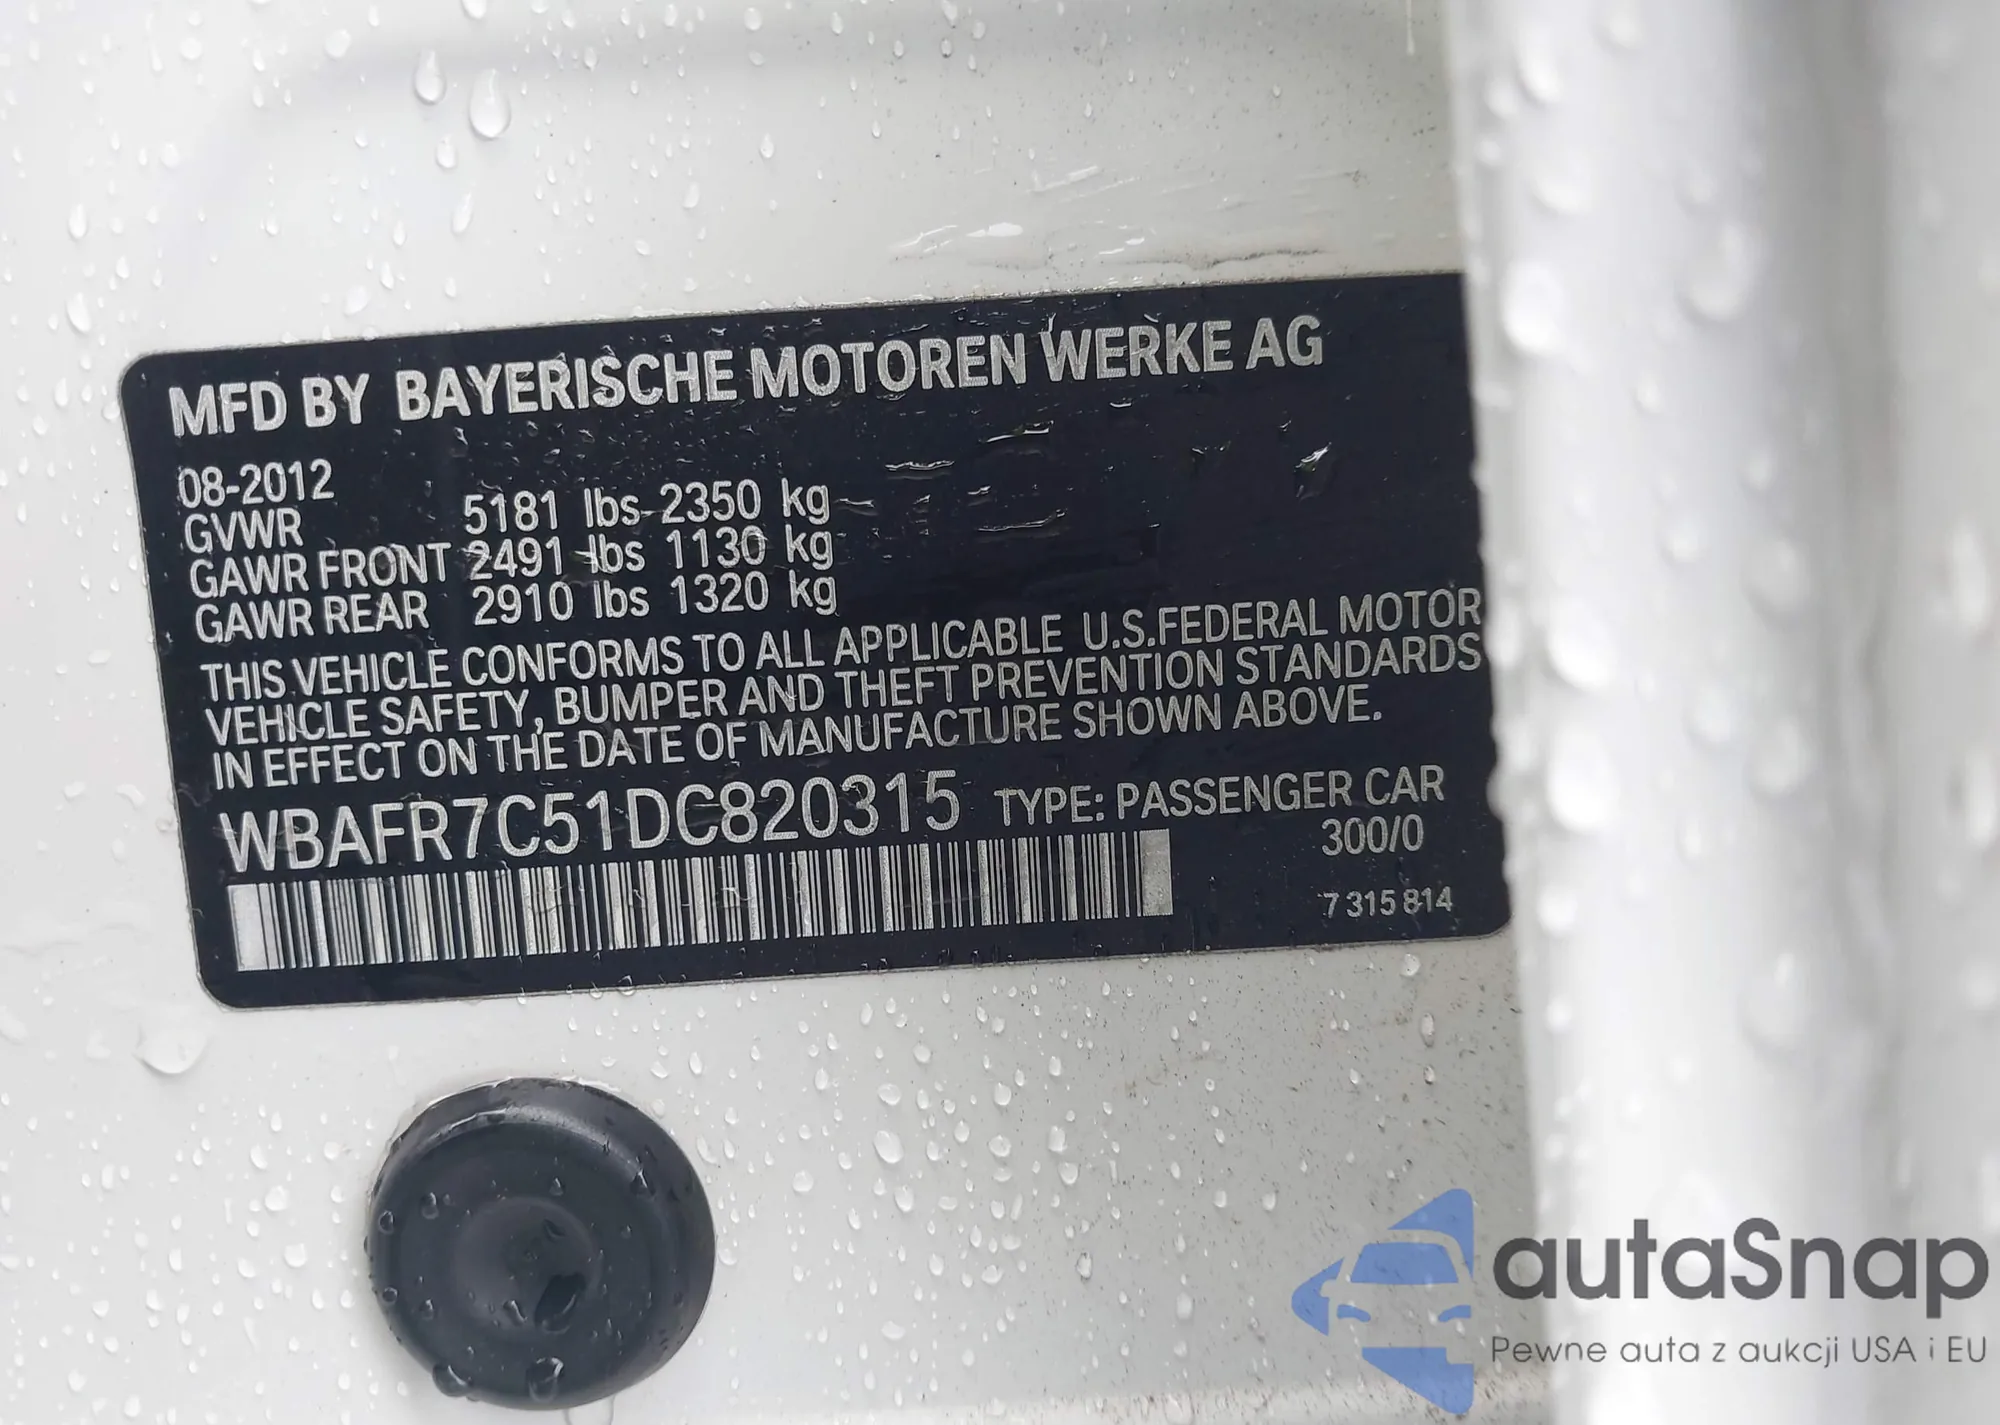 MFD BY BAYERISCHE MOTOREN WERKE AG
08-2012
GVWR 5181 lbs-2350 kg
GAWR FRONT 2491 lbs 1130 kg
GAWR REAR 2910 lbs 1320 kg
THIS VEHICLE CONFORMS TO ALL APPLICABLE U.S.FEDERAL MOTOR
VEHICLE SAFETY, BUMPER AND THEFT PREVENTION STANDARDS
IN EFFECT ON THE DATE OF MANUFACTURE SHOWN ABOVE.
WBAFR7C51DC820315 TYPE: PASSENGER CAR
300/0
7 315 814
autaSnap
Pewne auta z aukcji USA i EU